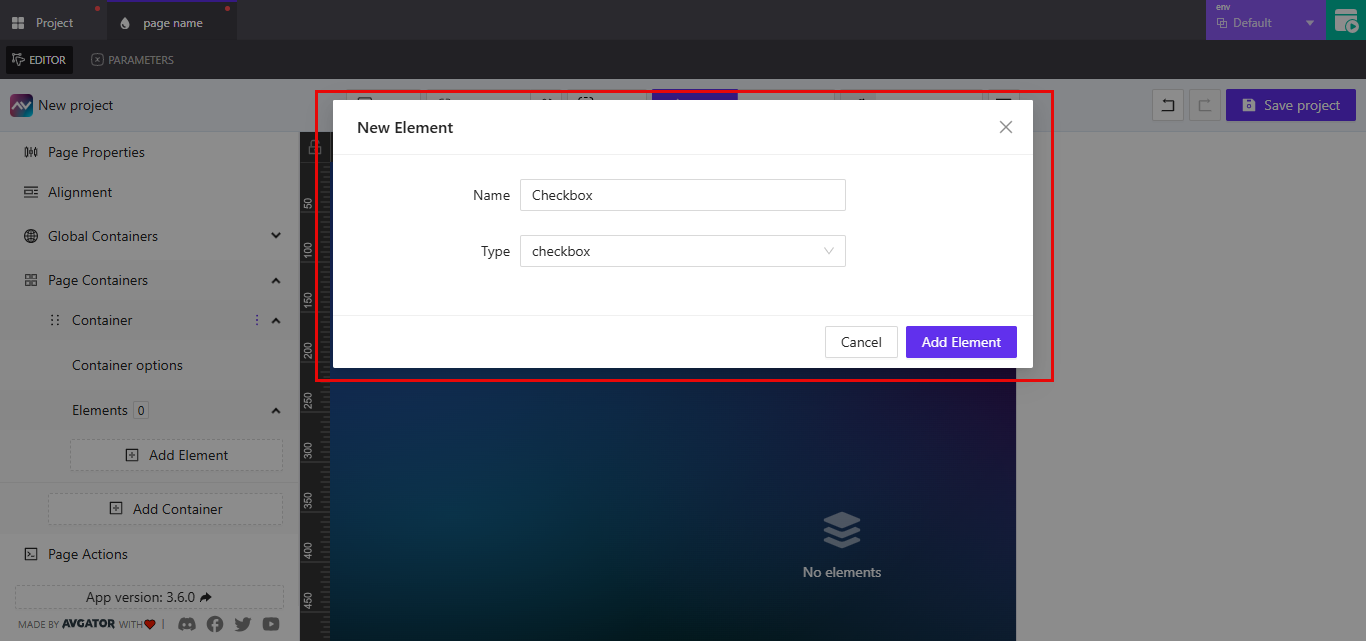 Project
page name
env
Default
EDITOR
PARAMETERS
New project
Save project
Page Properties
Alignment
Global Containers
Page Containers
Container
Container options
Elements 0
Add Element
Add Container
Page Actions
App version: 3.6.0
MADE BY AVGATOR WITH
New Element
Name
Checkbox
Type
checkbox
Cancel
Add Element
50
100
150
200
250
300
350
400
450
No elements